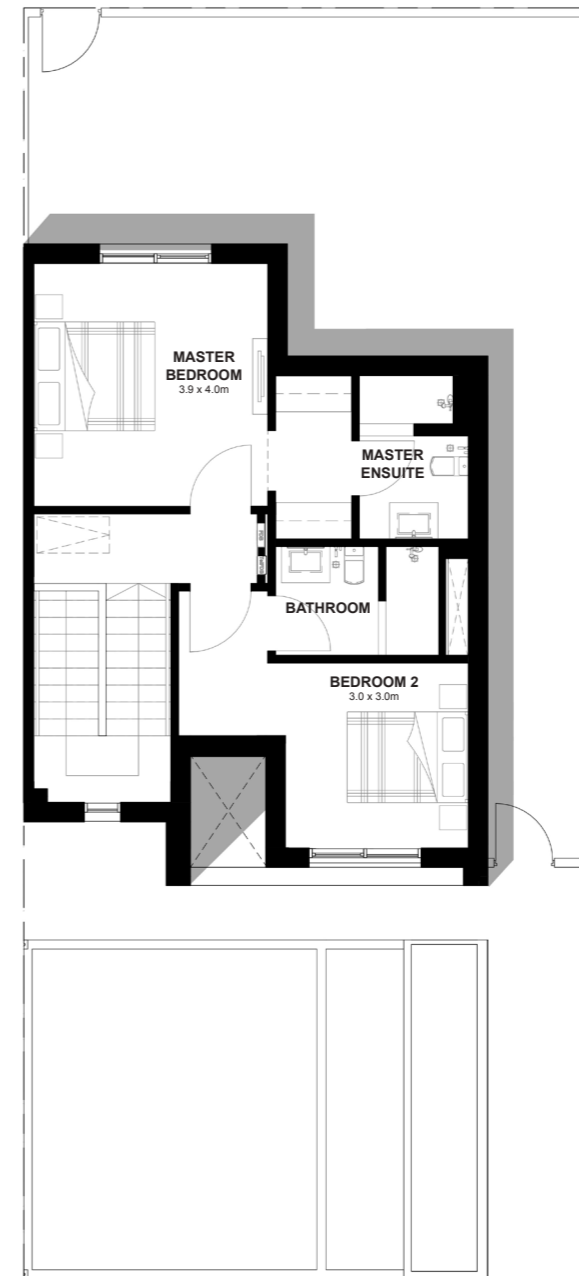 MASTER
BEDROOM
3.9 x 4.0m
MASTER
ENSUITE
BATHROOM
BEDROOM 2
3.0 x 3.0m